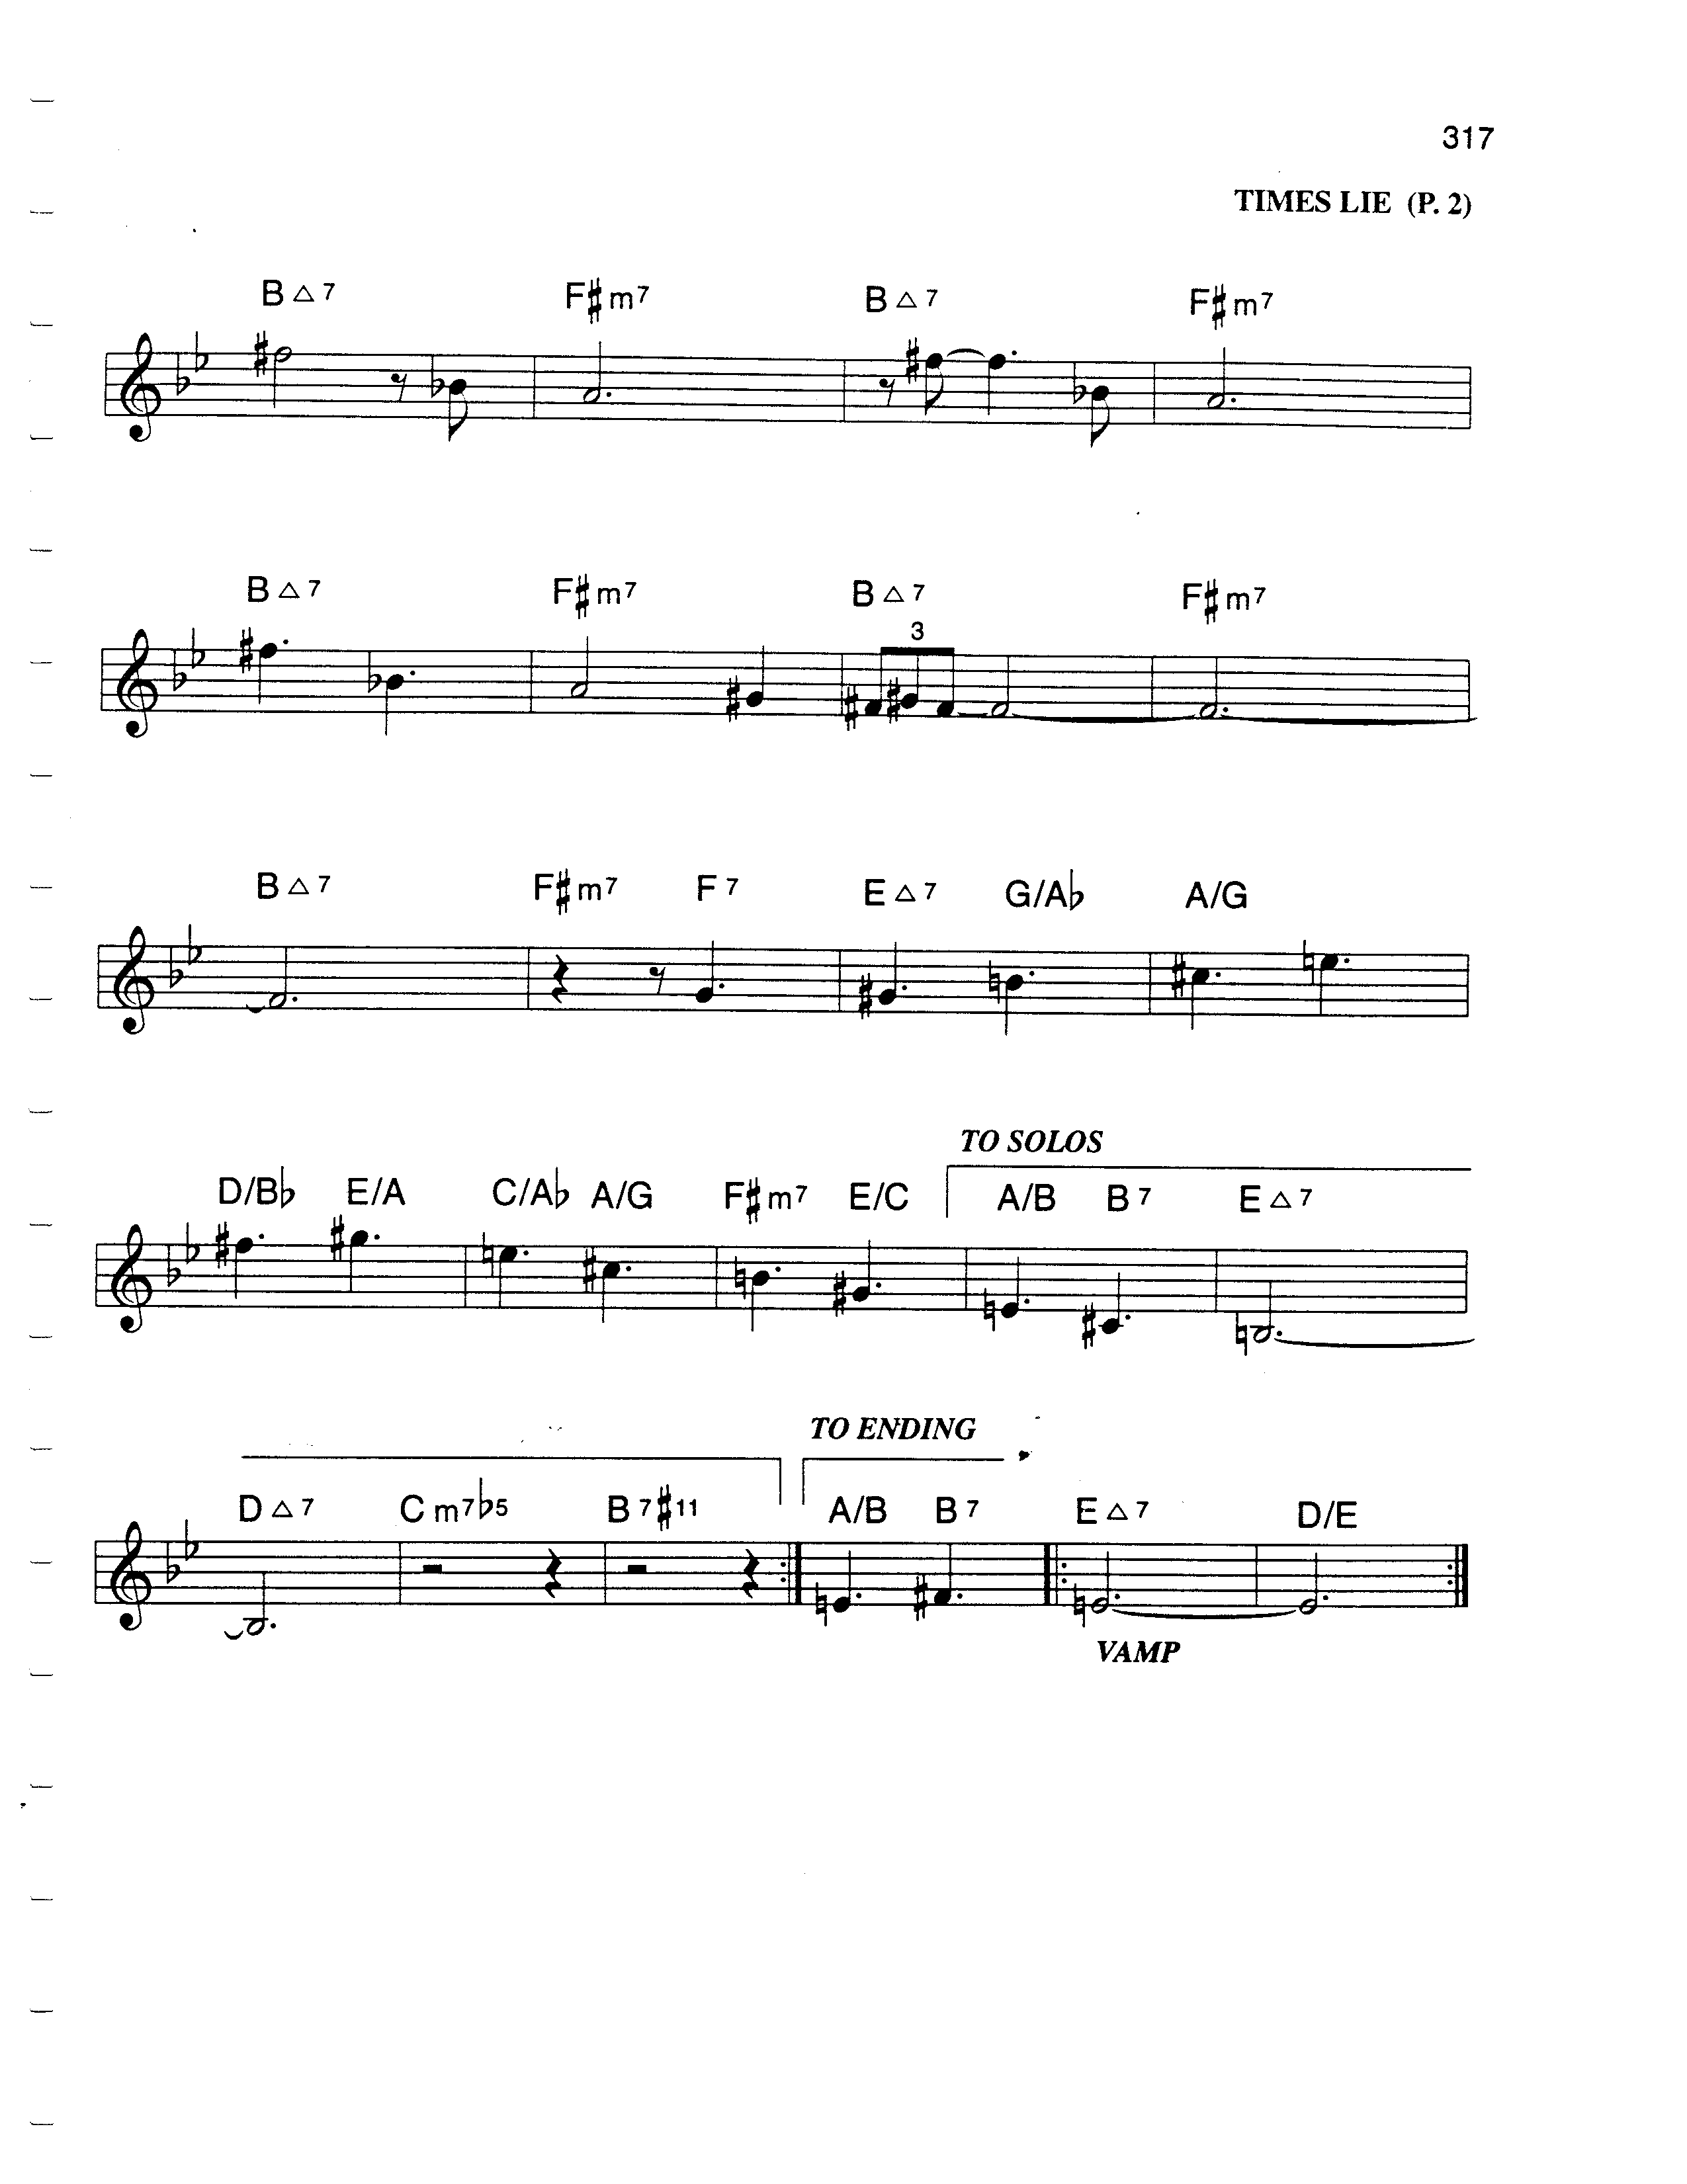 317
TIMES LIE (P. 2)
B△7 F♯m7 B△7 F♯m7
B△7 F♯m7 B△7 F♯m7
3
B△7 F♯m7 F7 E△7 G/A♭ A/G
TO SOLOS
D/B♭ E/A C/A♭ A/G F♯m7 E/C A/B B7 E△7
TO ENDING
D△7 Cm7♭5 B7♯11 A/B B7 E△7 D/E
VAMP